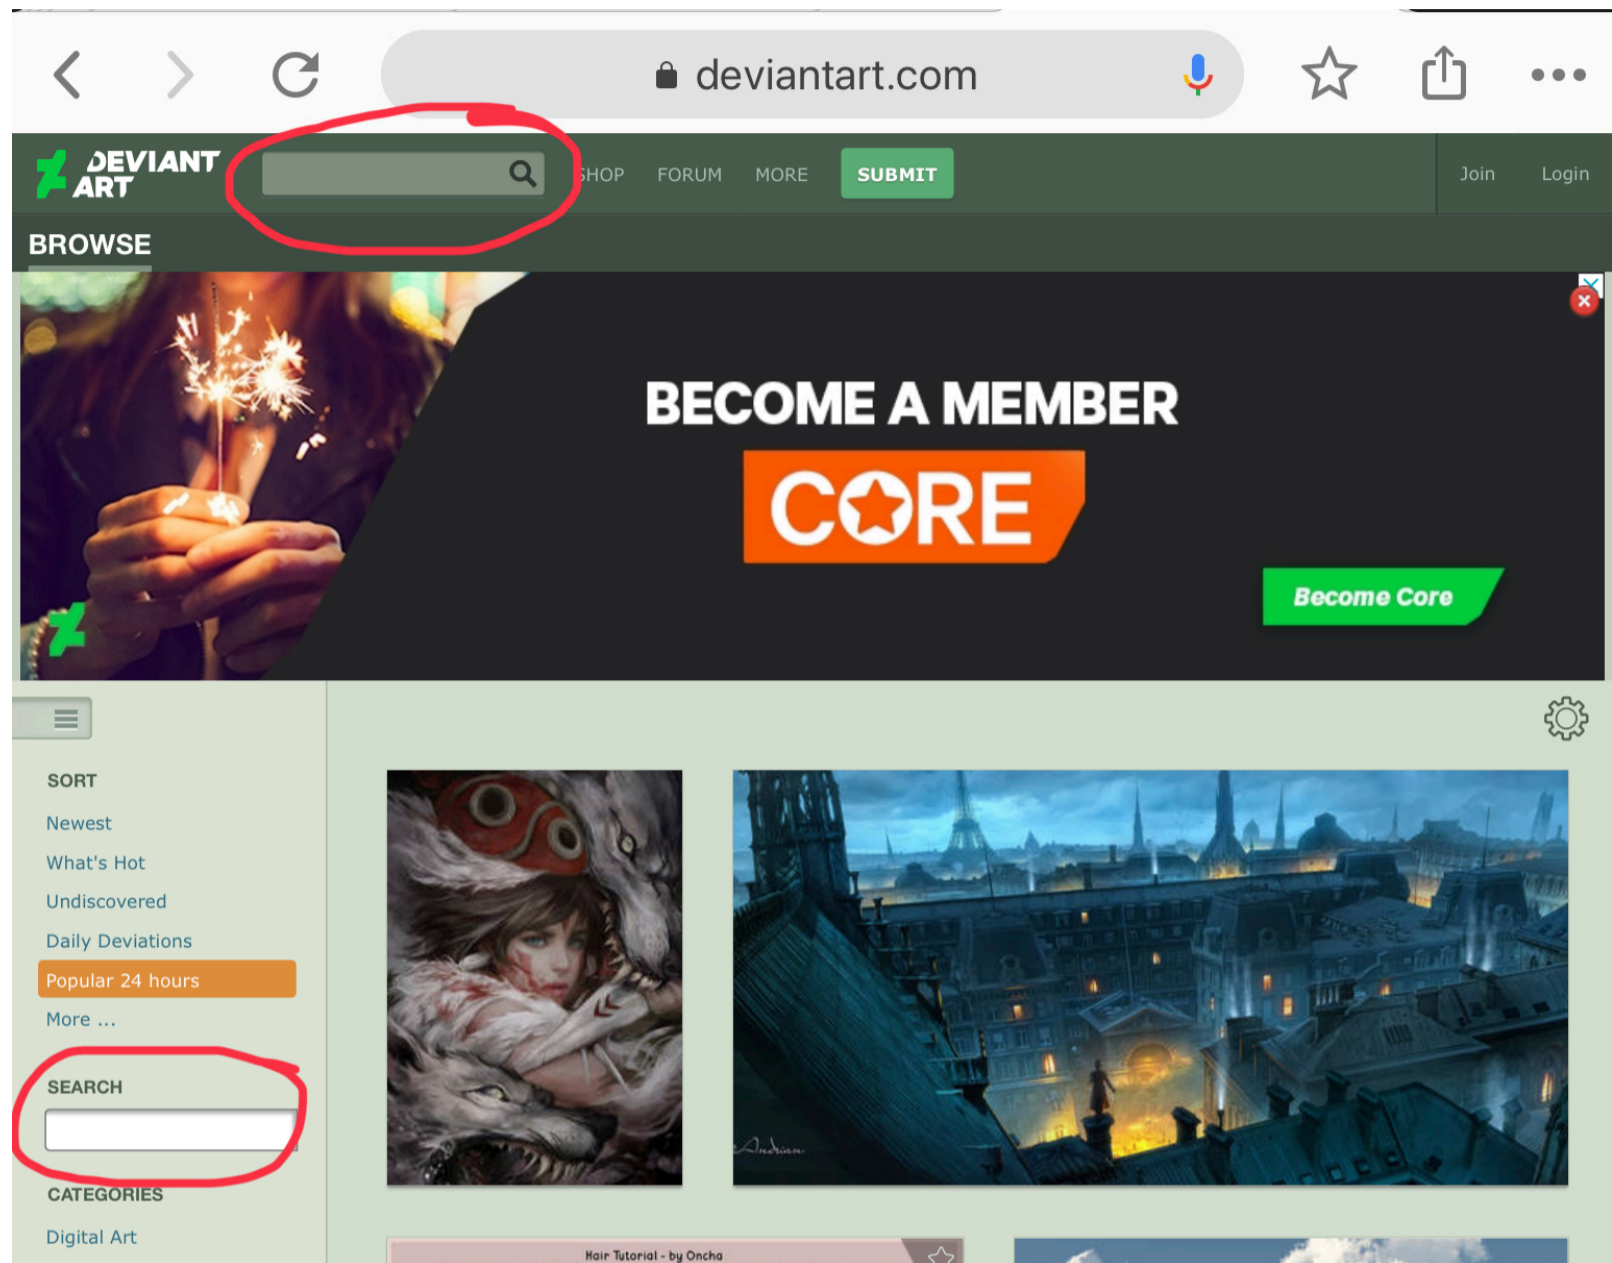 deviantart.com
DEVIANT
ART
SHOP FORUM MORE SUBMIT Join Login
BROWSE
BECOME A MEMBER
CORE
Become Core
SORT
Newest
What's Hot
Undiscovered
Daily Deviations
Popular 24 hours
More ...
SEARCH
CATEGORIES
Digital Art
Andrian
Hair Tutorial - by Oncha